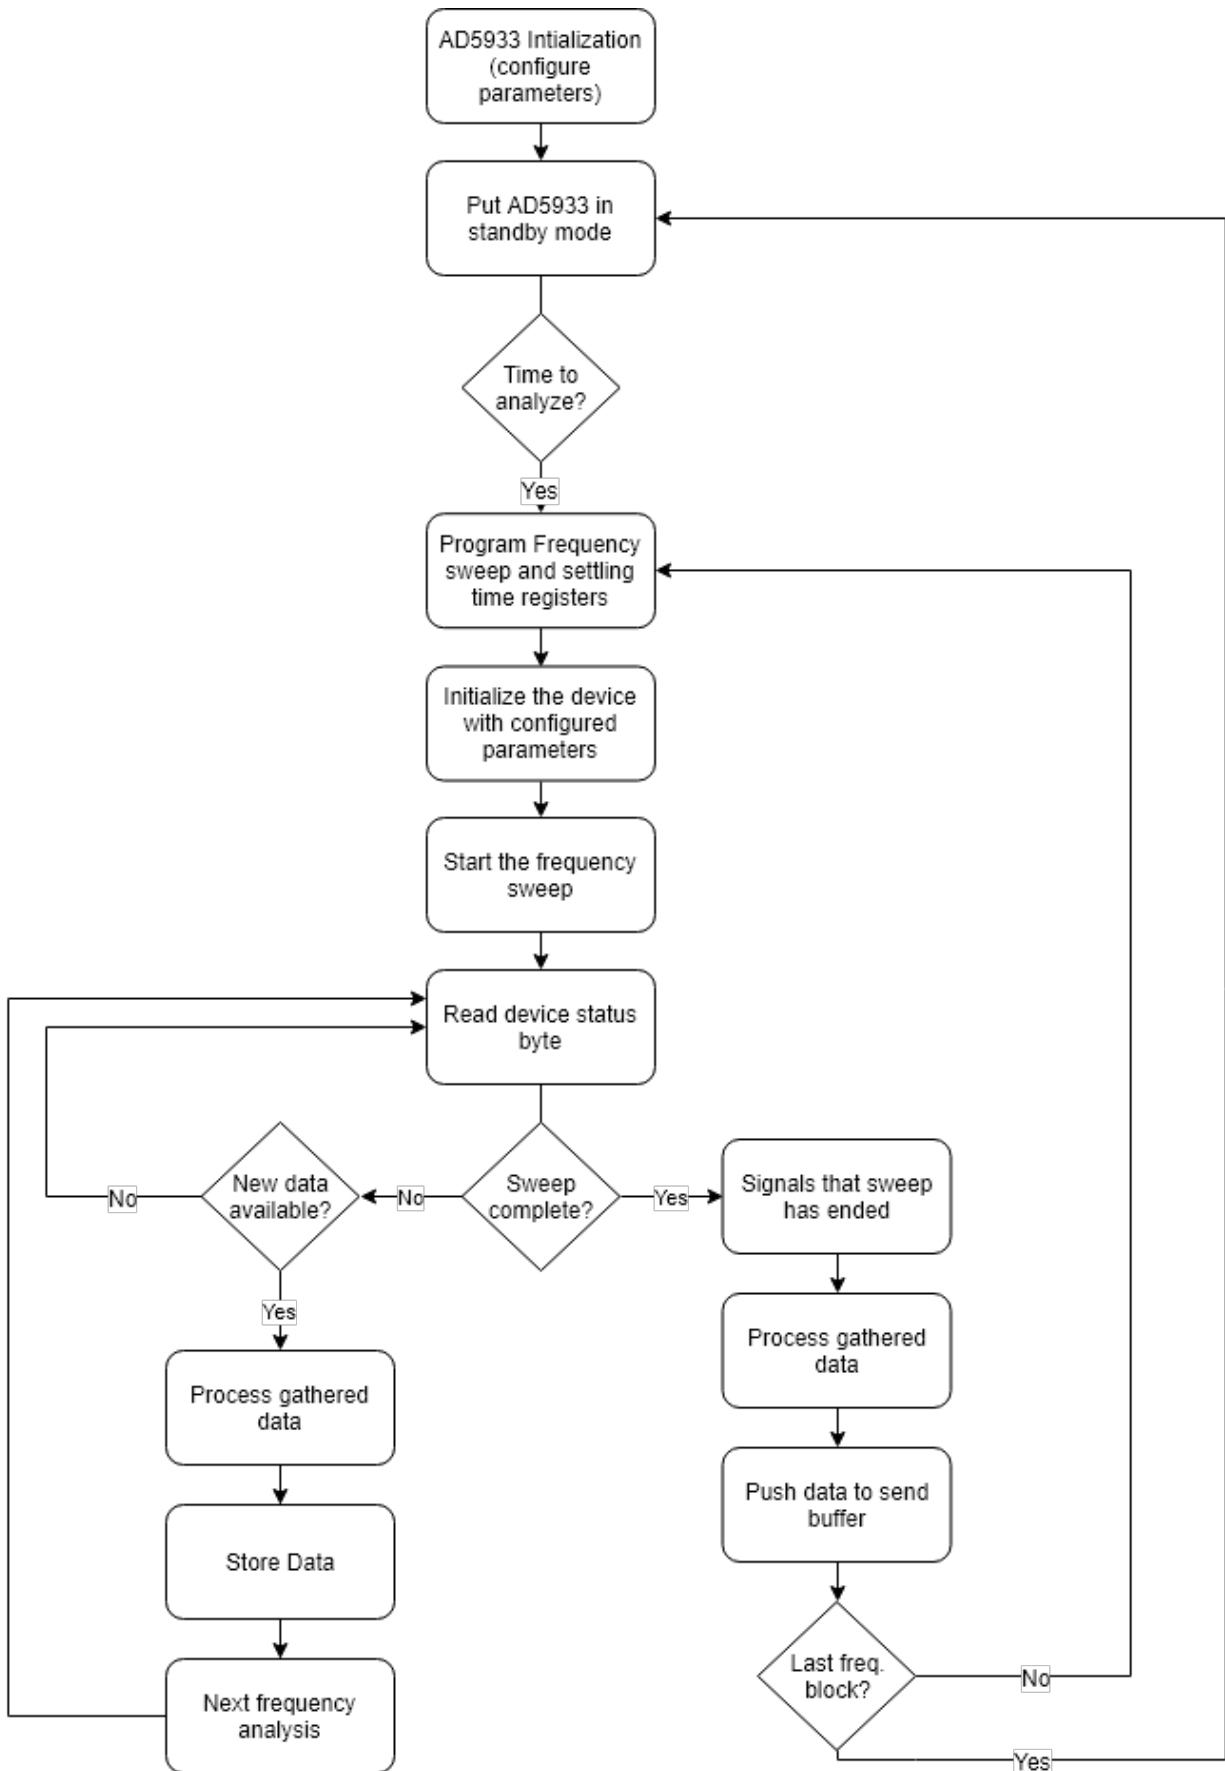 AD5933 Intialization
(configure
parameters)
Put AD5933 in
standby mode
Time to
analyze?
Yes
Program Frequency
sweep and settling
time registers
Initialize the device
with configured
parameters
Start the frequency
sweep
Read device status
byte
New data
available?
No
No
Sweep
complete?
Yes
Signals that sweep
has ended
Yes
Process gathered
data
Process gathered
data
Store Data
Push data to send
buffer
Next frequency
analysis
Last freq.
block?
No
Yes